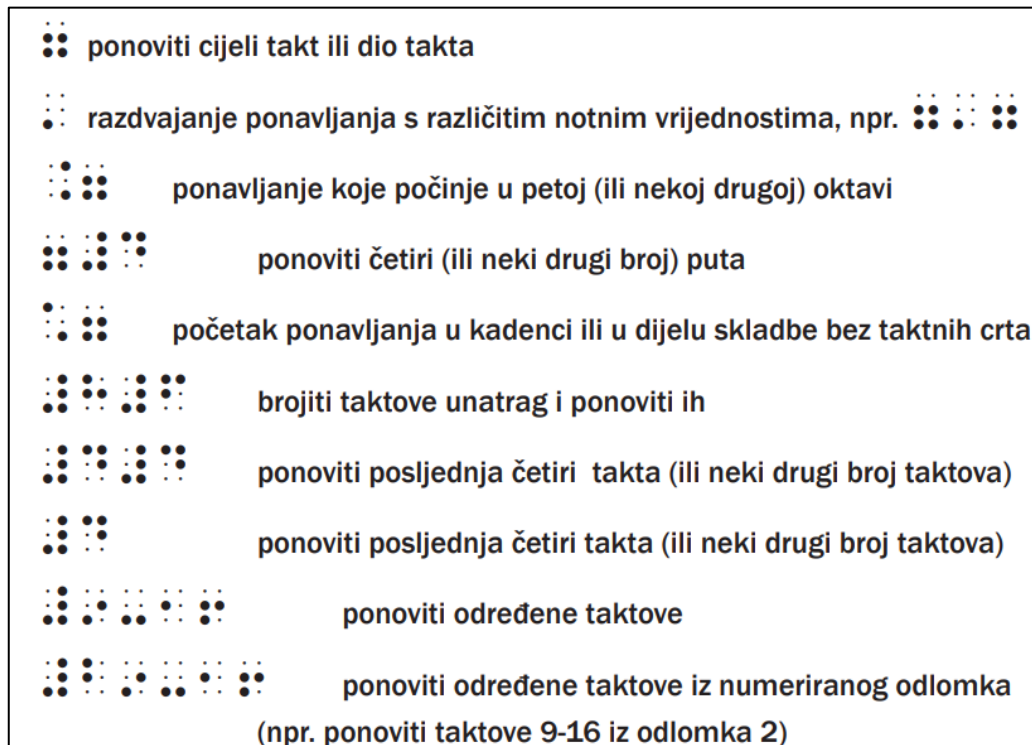 ⠶ ponoviti cijeli takt ili dio takta
⠄ razdvajanje ponavljanja s različitim notnim vrijednostima, npr. ⠶⠄⠶
⠨⠶ ponavljanje koje počinje u petoj (ili nekoj drugoj) oktavi
⠶⠼⠙ ponoviti četiri (ili neki drugi broj) puta
⠡⠶ početak ponavljanja u kadenci ili u dijelu skladbe bez taktnih crta
⠼⠓⠼⠋ brojiti taktove unatrag i ponoviti ih
⠼⠙⠼⠙ ponoviti posljednja četiri takta (ili neki drugi broj taktova)
⠼⠙ ponoviti posljednja četiri takta (ili neki drugi broj taktova)
⠼⠔⠤⠂⠖ ponoviti određene taktove
⠼⠃⠔⠤⠂⠖ ponoviti određene taktove iz numeriranog odlomka
(npr. ponoviti taktove 9-16 iz odlomka 2)